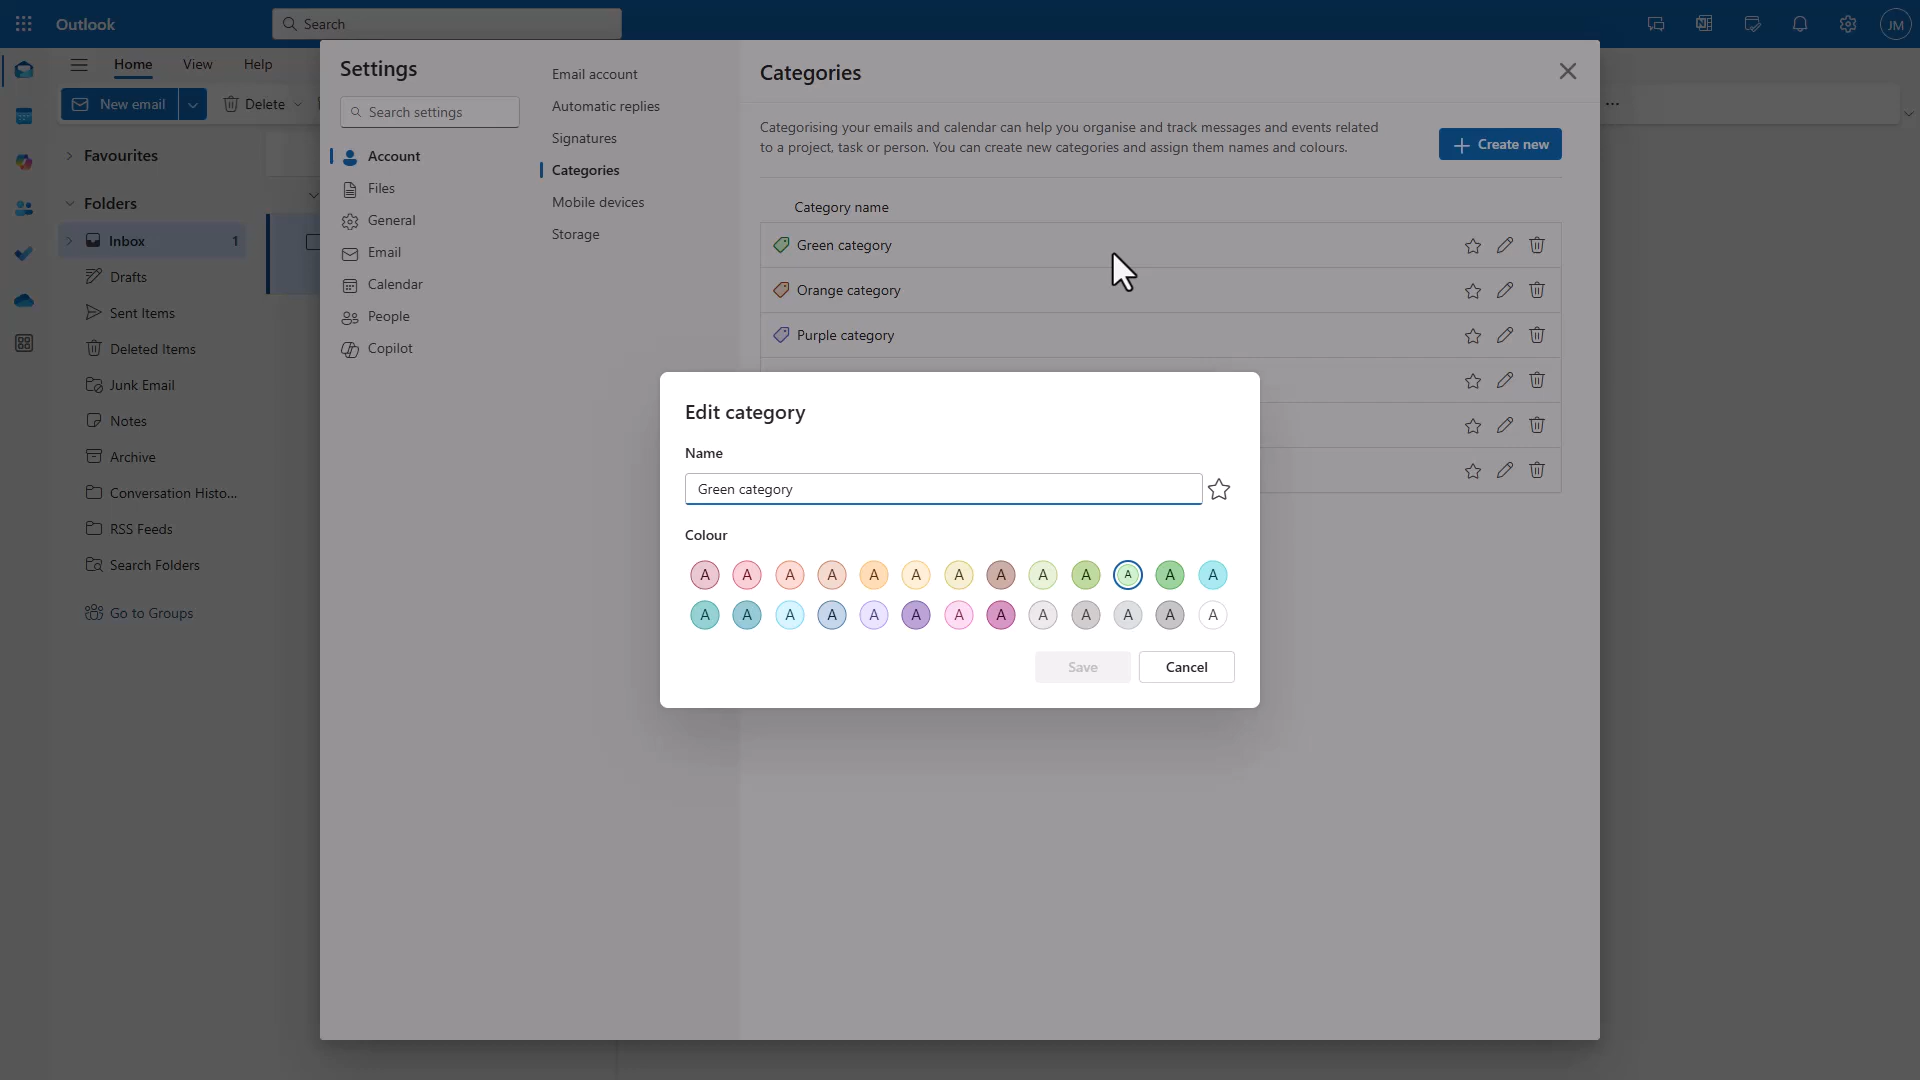 Outlook
Search
JM
Home
View
Help
New email
Delete
Favourites
Folders
Inbox
1
Drafts
Sent Items
Deleted Items
Junk Email
Notes
Archive
Conversation Histo...
RSS Feeds
Search Folders
Go to Groups
Settings
Search settings
Account
Files
General
Email
Calendar
People
Copilot
Email account
Automatic replies
Signatures
Categories
Mobile devices
Storage
Categories
Categorising your emails and calendar can help you organise and track messages and events related
to a project, task or person. You can create new categories and assign them names and colours.
Create new
Category name
Green category
Orange category
Purple category
Edit category
Name
Green category
Colour
A A A A A A A A A A A A A
A A A A A A A A A A A A A
Save
Cancel